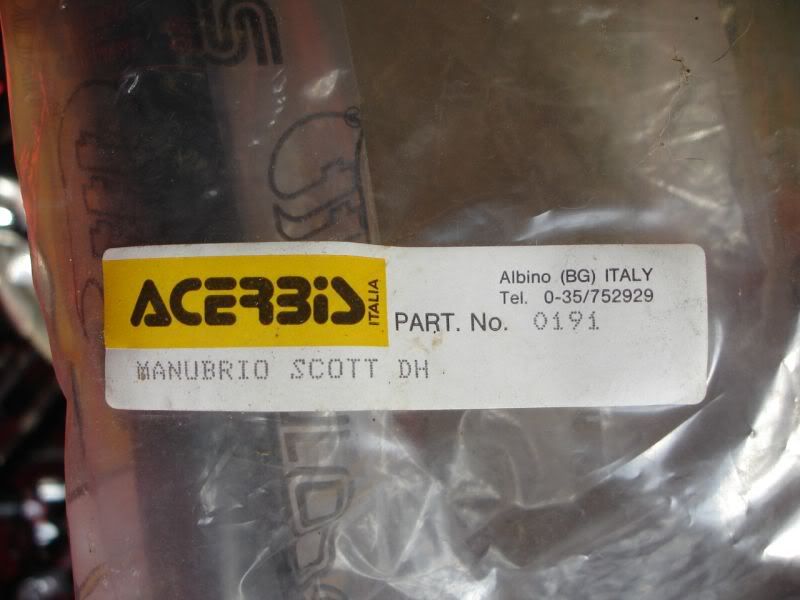 ACERBIS
ITALIA
Albino (BG) ITALY
Tel. 0-35/752929
PART. No. 0191
MANUBRIO SCOTT DH